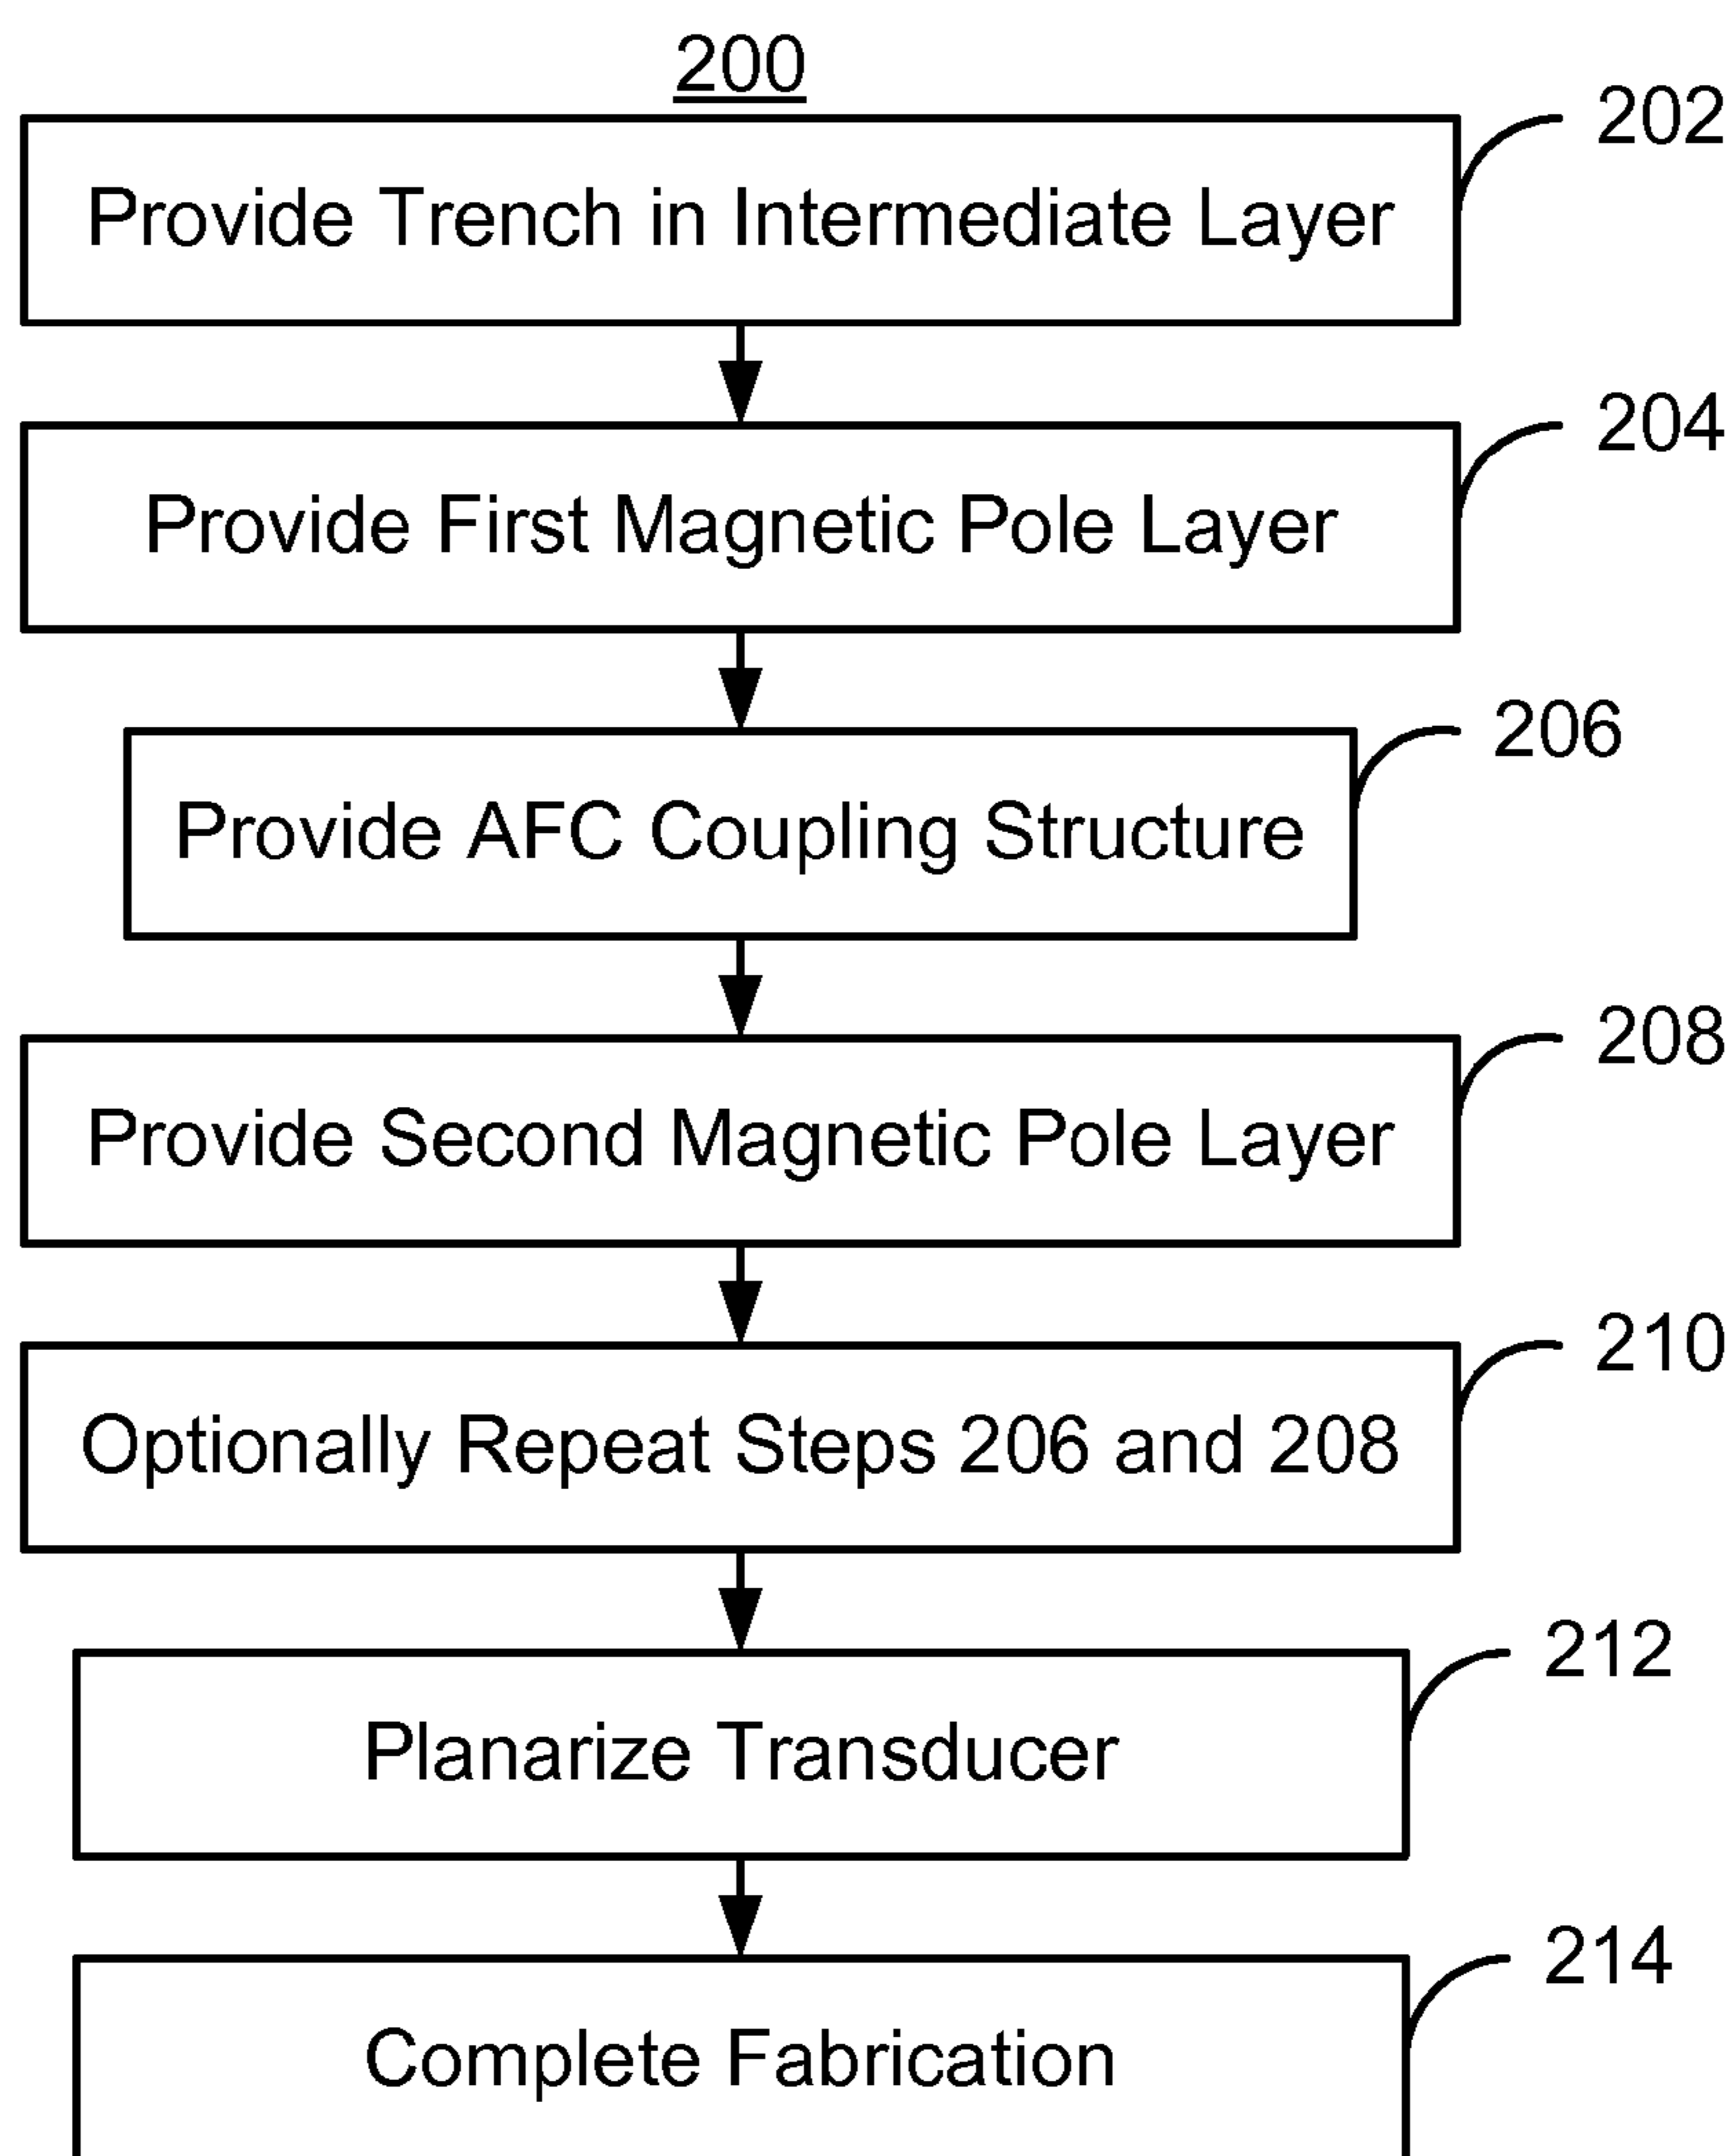 200
202
Provide Trench in Intermediate Layer
204
Provide First Magnetic Pole Layer
206
Provide AFC Coupling Structure
208
Provide Second Magnetic Pole Layer
210
Optionally Repeat Steps 206 and 208
212
Planarize Transducer
214
Complete Fabrication